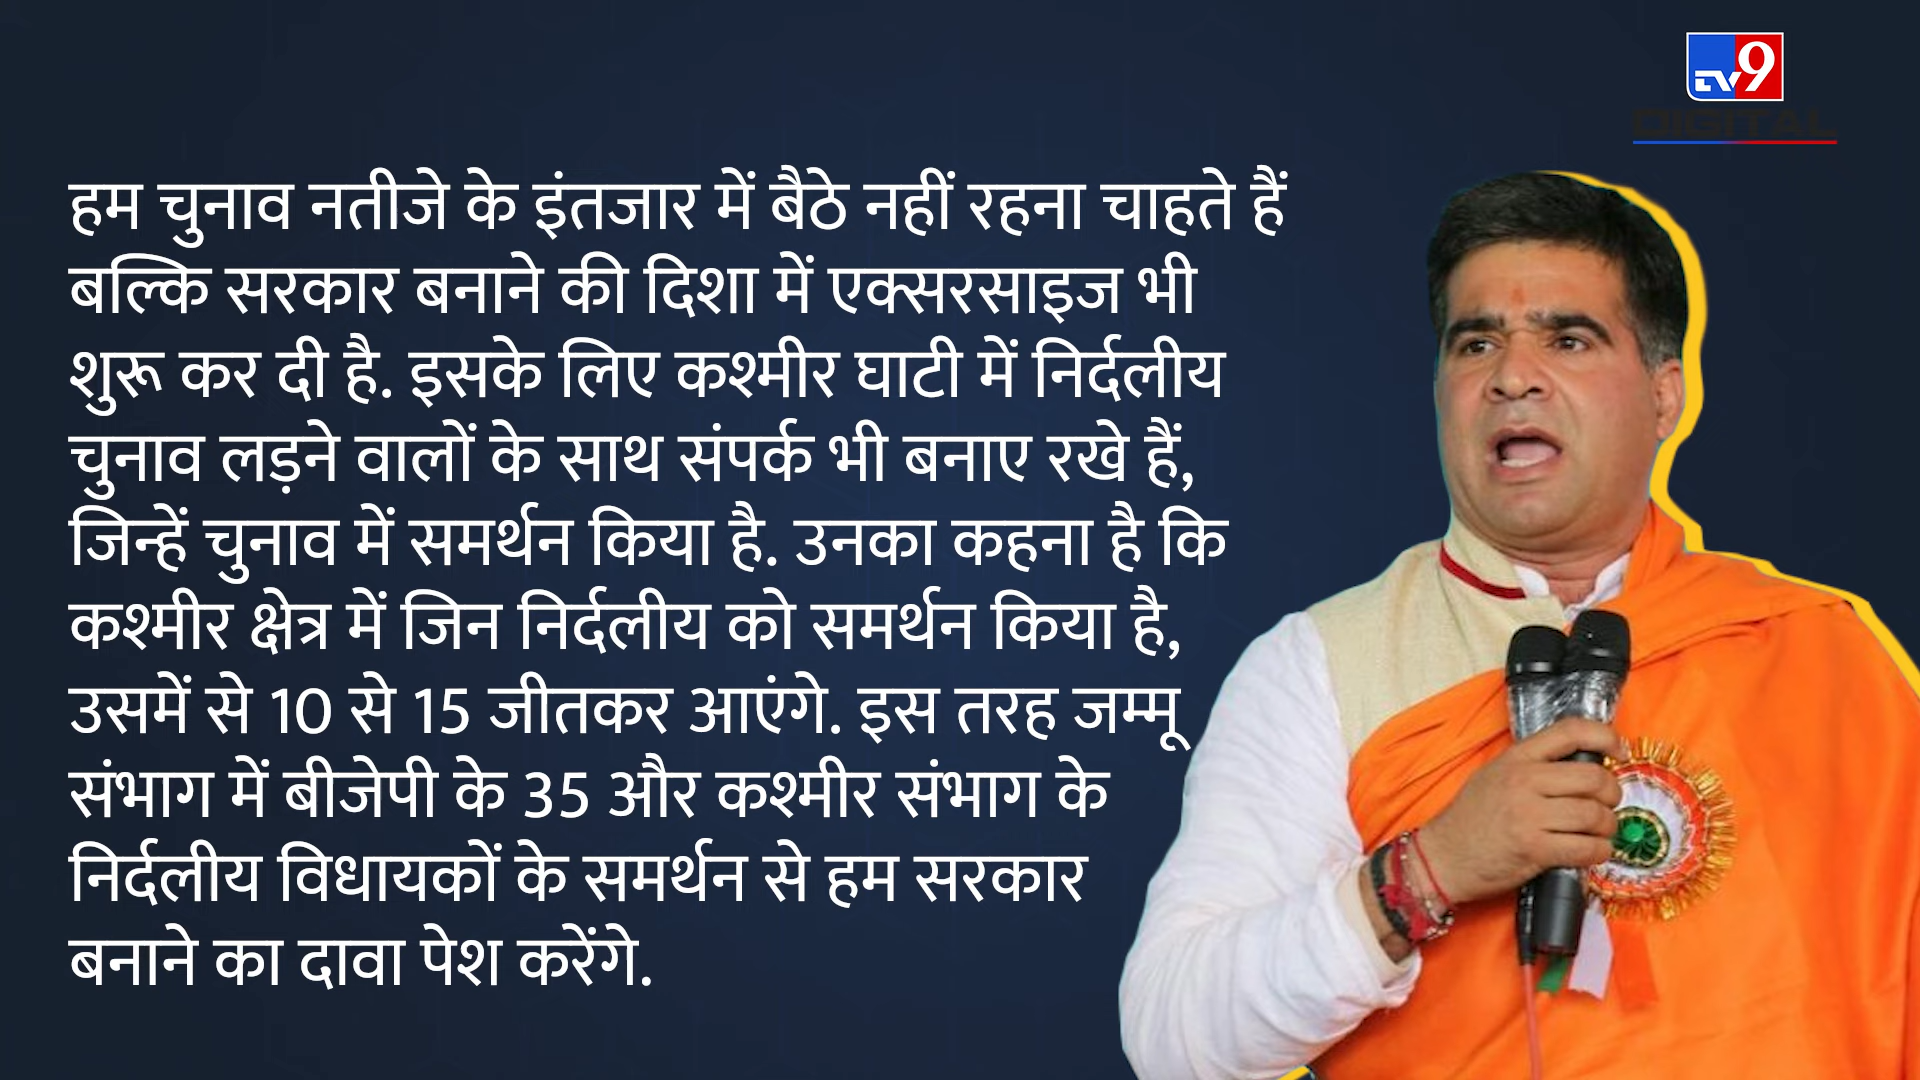 TV9
DIGITAL
हम चुनाव नतीजे के इंतजार में बैठे नहीं रहना चाहते हैं
बल्कि सरकार बनाने की दिशा में एक्सरसाइज भी
शुरू कर दी है. इसके लिए कश्मीर घाटी में निर्दलीय
चुनाव लड़ने वालों के साथ संपर्क भी बनाए रखे हैं,
जिन्हें चुनाव में समर्थन किया है. उनका कहना है कि
कश्मीर क्षेत्र में जिन निर्दलीय को समर्थन किया है,
उसमें से 10 से 15 जीतकर आएंगे. इस तरह जम्मू
संभाग में बीजेपी के 35 और कश्मीर संभाग के
निर्दलीय विधायकों के समर्थन से हम सरकार
बनाने का दावा पेश करेंगे.